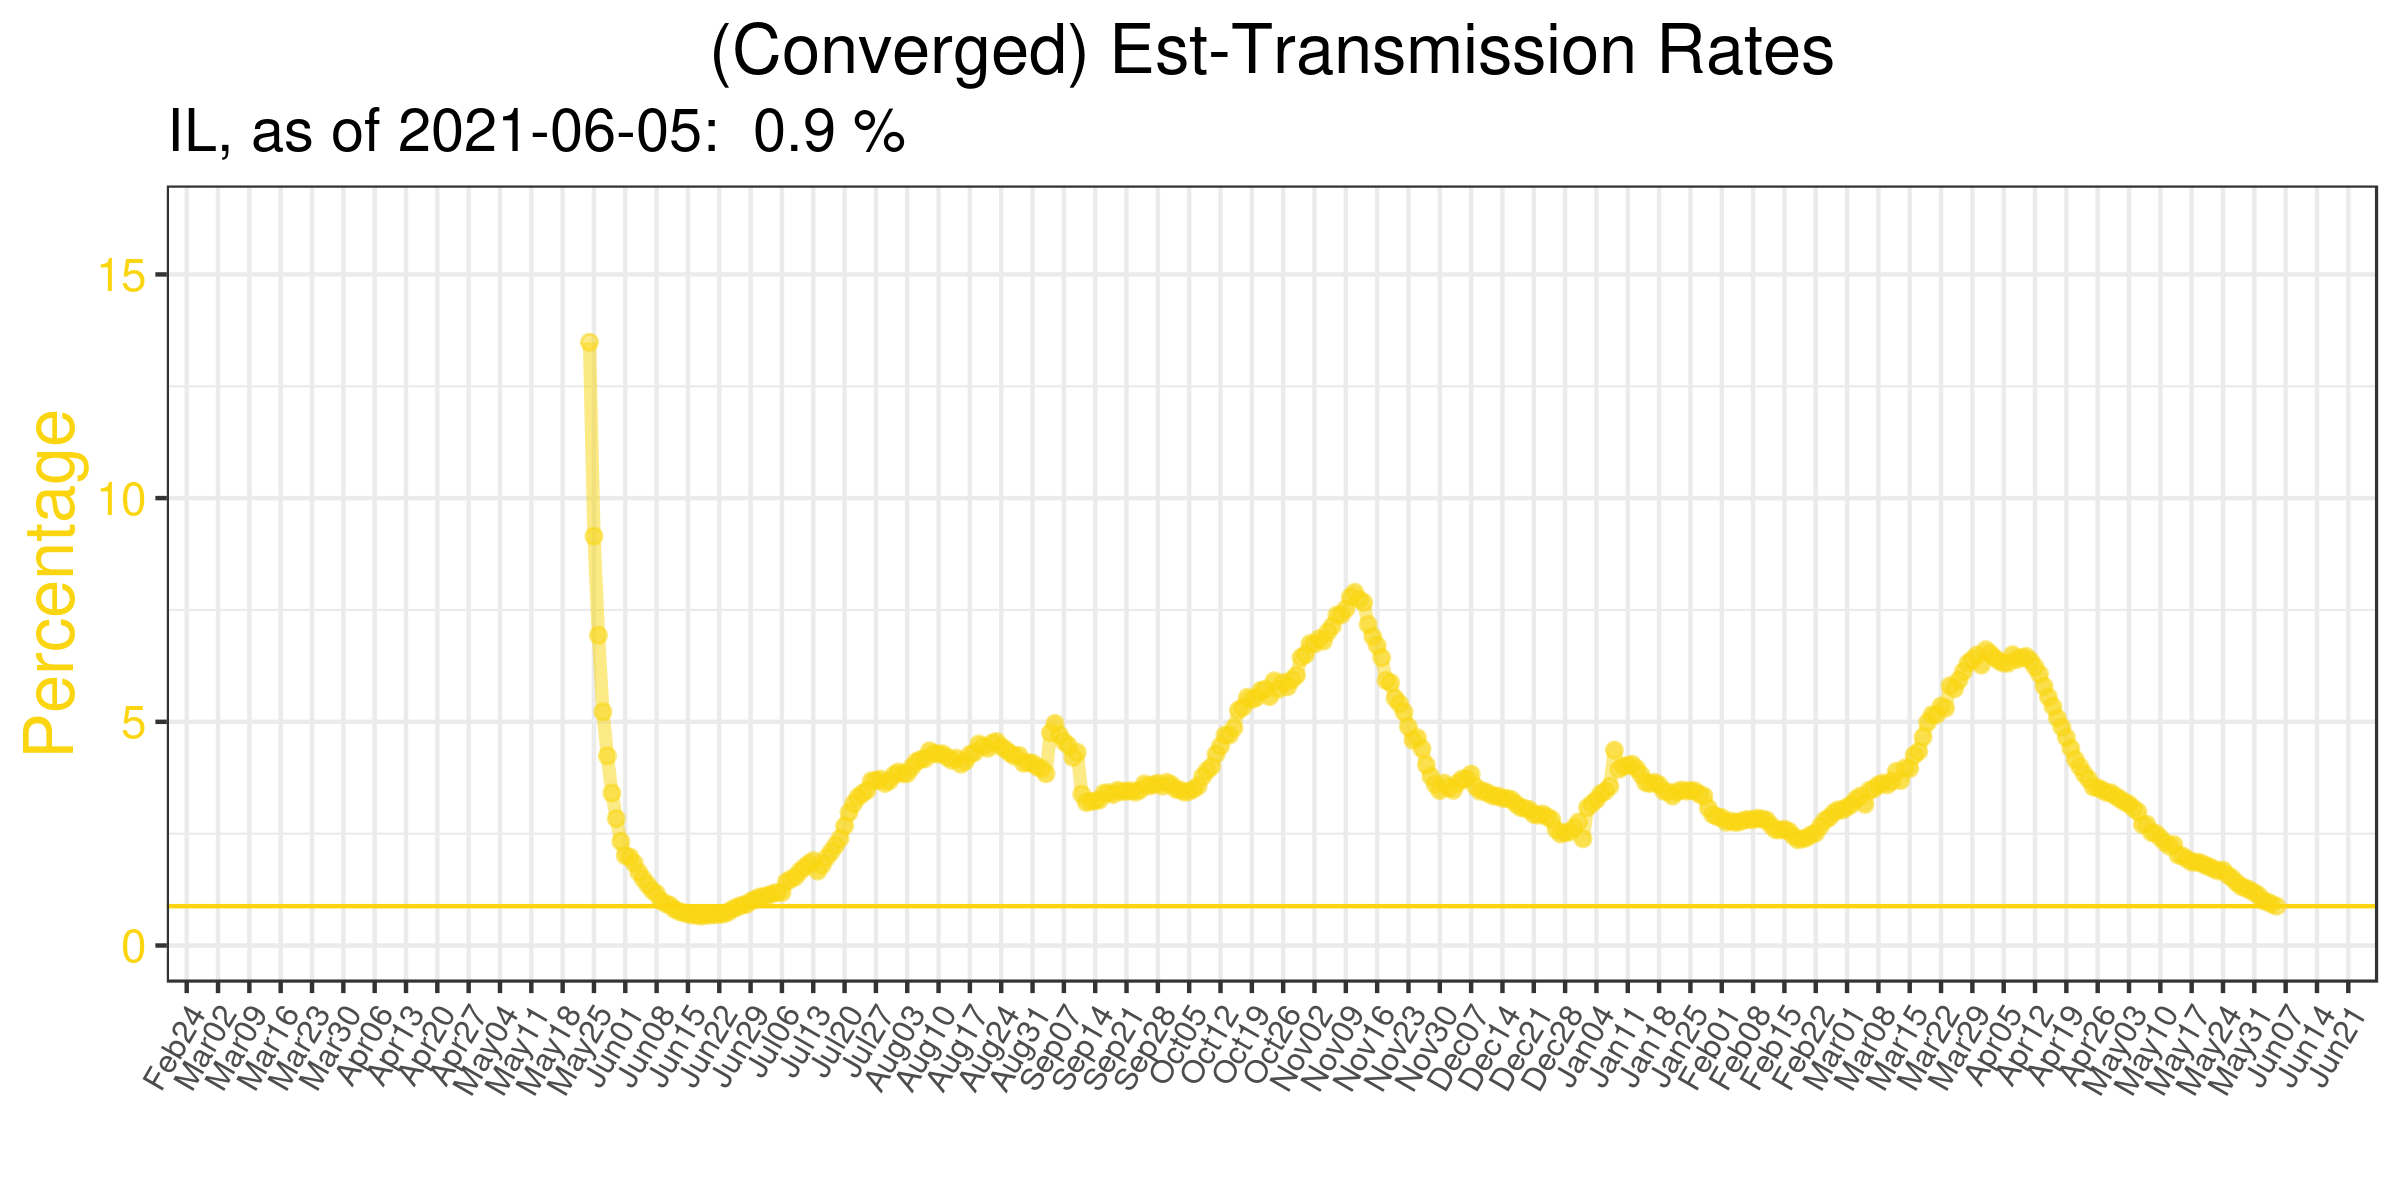 (Converged) Est-Transmission Rates
IL, as of 2021-06-05:  0.9 %
Percentage
15
10
5
0
Feb24
Mar02
Mar09
Mar16
Mar23
Mar30
Apr06
Apr13
Apr20
Apr27
May04
May11
May18
May25
Jun01
Jun08
Jun15
Jun22
Jun29
Jul06
Jul13
Jul20
Jul27
Aug03
Aug10
Aug17
Aug24
Aug31
Sep07
Sep14
Sep21
Sep28
Oct05
Oct12
Oct19
Oct26
Nov02
Nov09
Nov16
Nov23
Nov30
Dec07
Dec14
Dec21
Dec28
Jan04
Jan11
Jan18
Jan25
Feb01
Feb08
Feb15
Feb22
Mar01
Mar08
Mar15
Mar22
Mar29
Apr05
Apr12
Apr19
Apr26
May03
May10
May17
May24
May31
Jun07
Jun14
Jun21